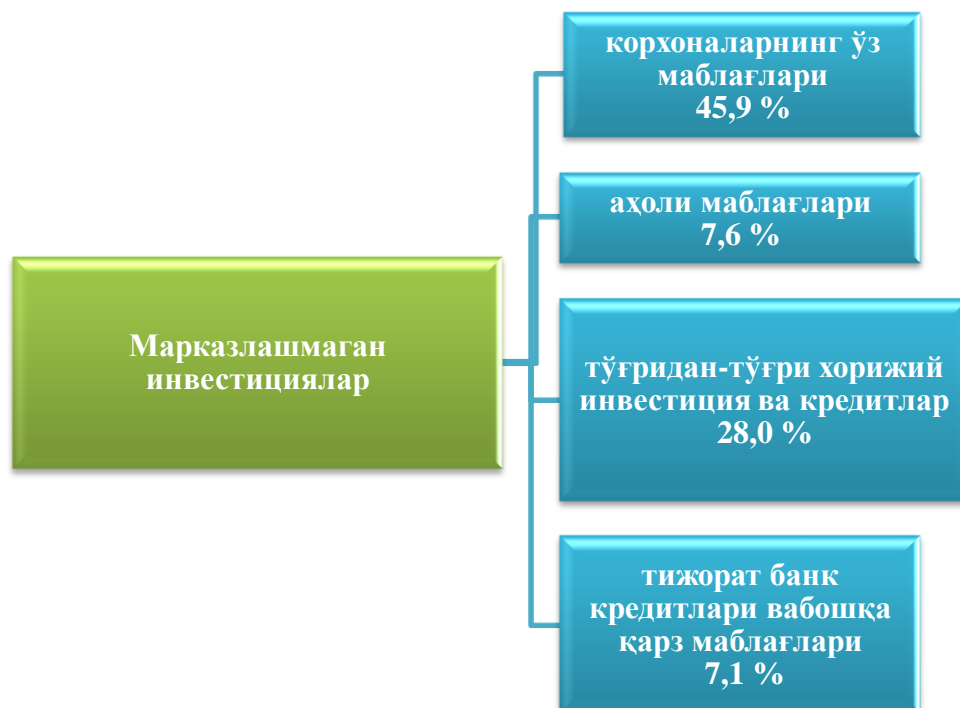 корхоналарнинг ўз
маблағлари
45,9 %
аҳоли маблағлари
7,6 %
Марказлашмаган
инвестициялар
тўғридан-тўғри хорижий
инвестиция ва кредитлар
28,0 %
тижорат банк
кредитлари вабошқа
қарз маблағлари
7,1 %